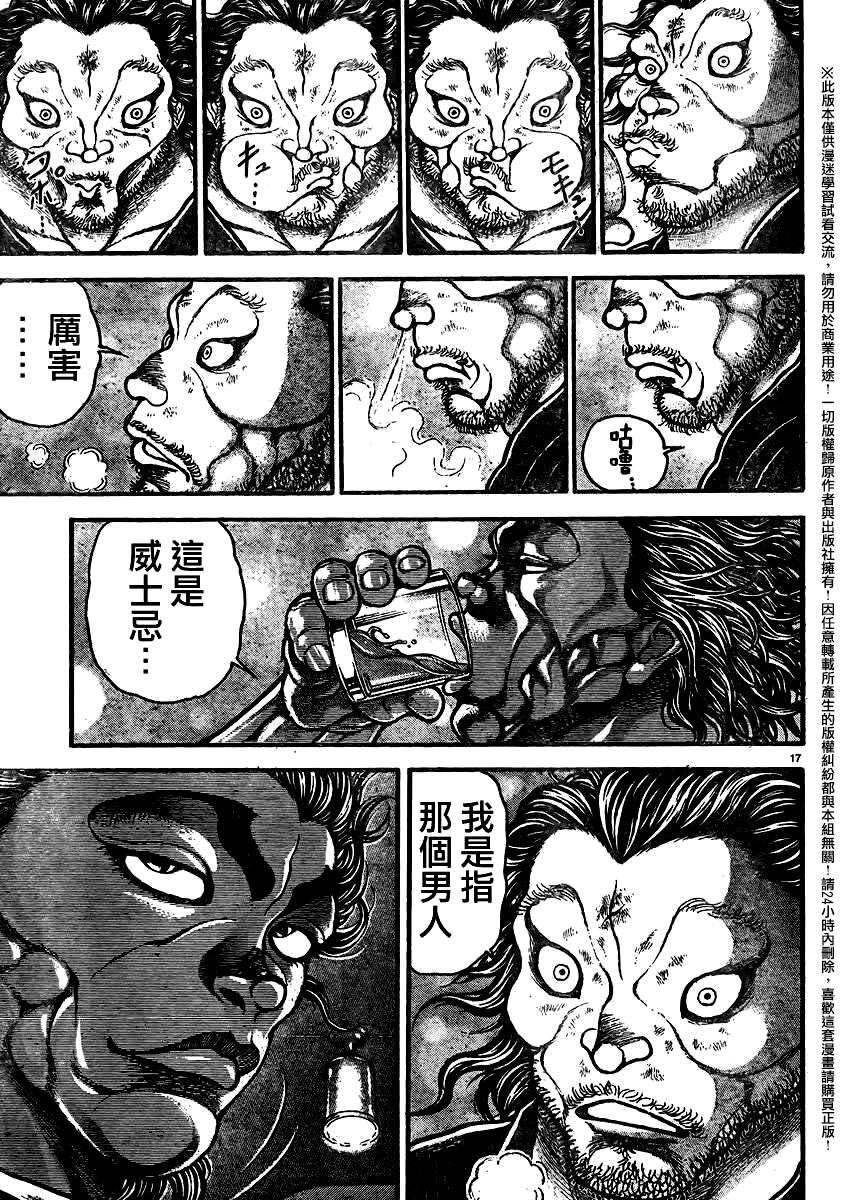 モキュ…
キュ…
プハ…
咕嚕…
厲害
……
這是
威士忌…
17
我是指
那個男人
※此版本僅供漫迷學習試看交流，請勿用於商業用途！一切版權歸原作者與出版社擁有！因任意轉載所產生的版權糾紛都與本組無關！請24小時內刪除，喜歡這套漫畫請購買正版！